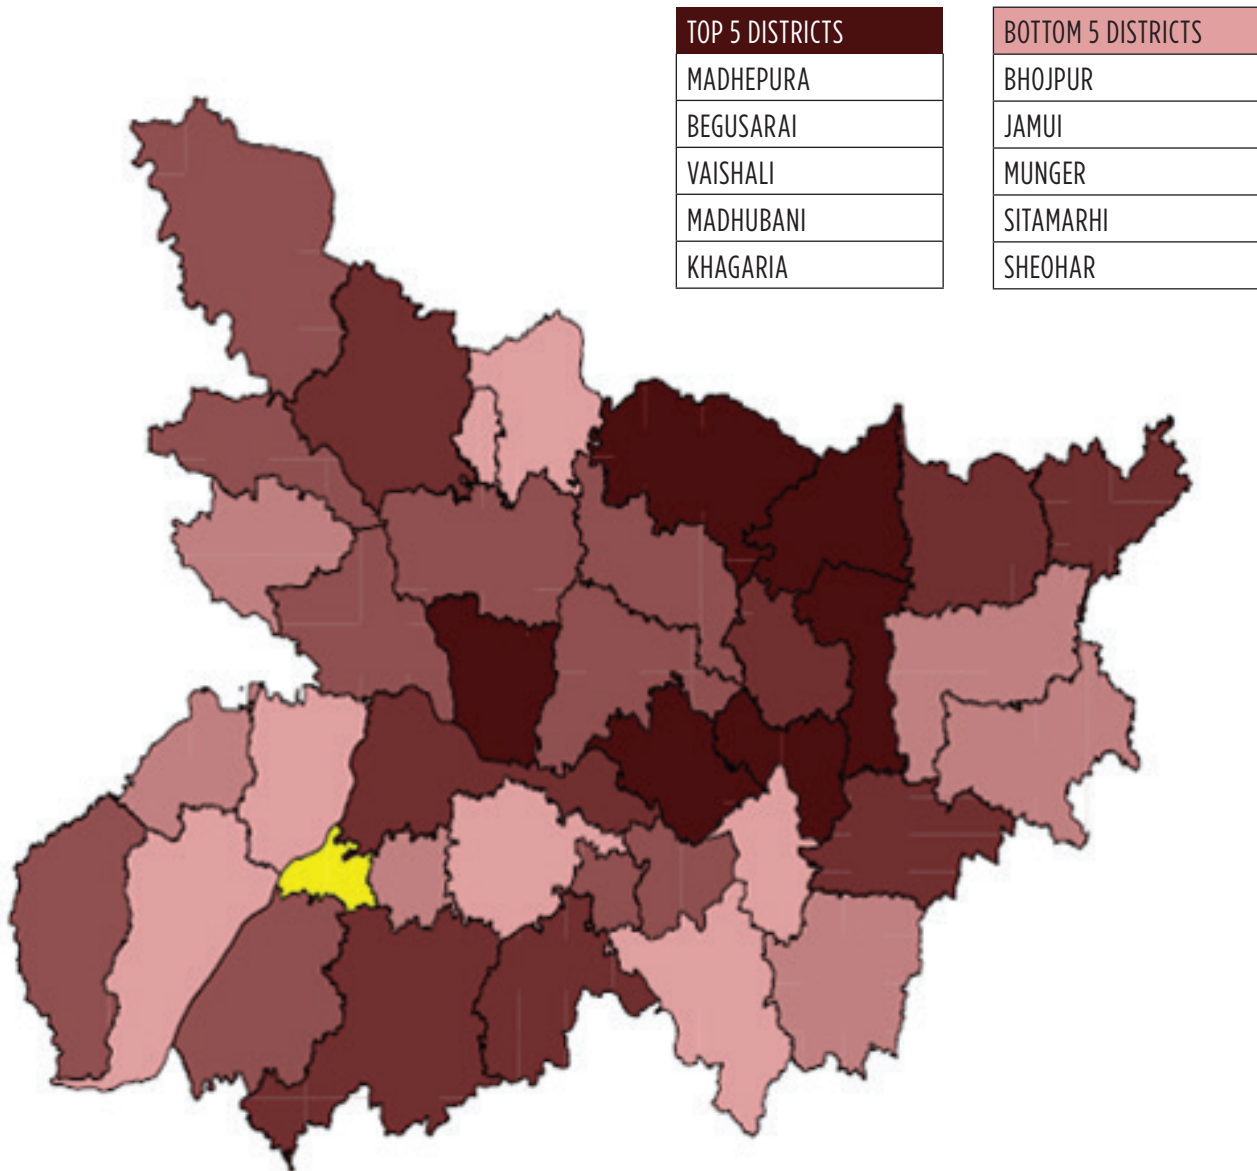 TOP 5 DISTRICTS
MADHEPURA
BEGUSARAI
VAISHALI
MADHUBANI
KHAGARIA
BOTTOM 5 DISTRICTS
BHOJPUR
JAMUI
MUNGER
SITAMARHI
SHEOHAR